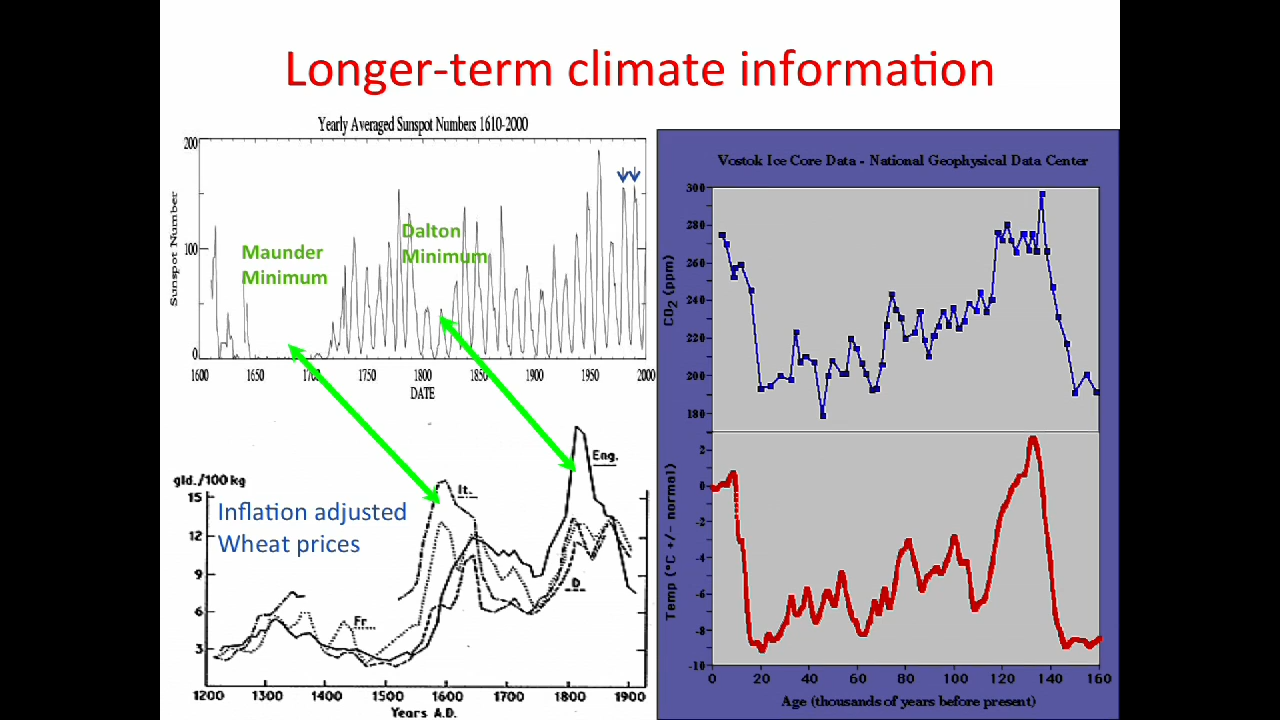 Longer-term climate information
Yearly Averaged Sunspot Numbers 1610-2000
200
100
0
Sunspot Number
Maunder
Minimum
Dalton
Minimum
1600 1650 1700 1750 1800 1850 1900 1950 2000
DATE
gld./100 kg
15
12
9
6
3
Inflation adjusted
Wheat prices
It.
Eng.
Fr.
D.
1200 1300 1400 1500 1600 1700 1800 1900
Years A.D.
Vostok Ice Core Data - National Geophysical Data Center
300
280
260
240
220
200
180
CO2 (ppm)
2
0
-2
-4
-6
-8
-10
Temp (°C +/- normal)
0 20 40 60 80 100 120 140 160
Age (thousands of years before present)